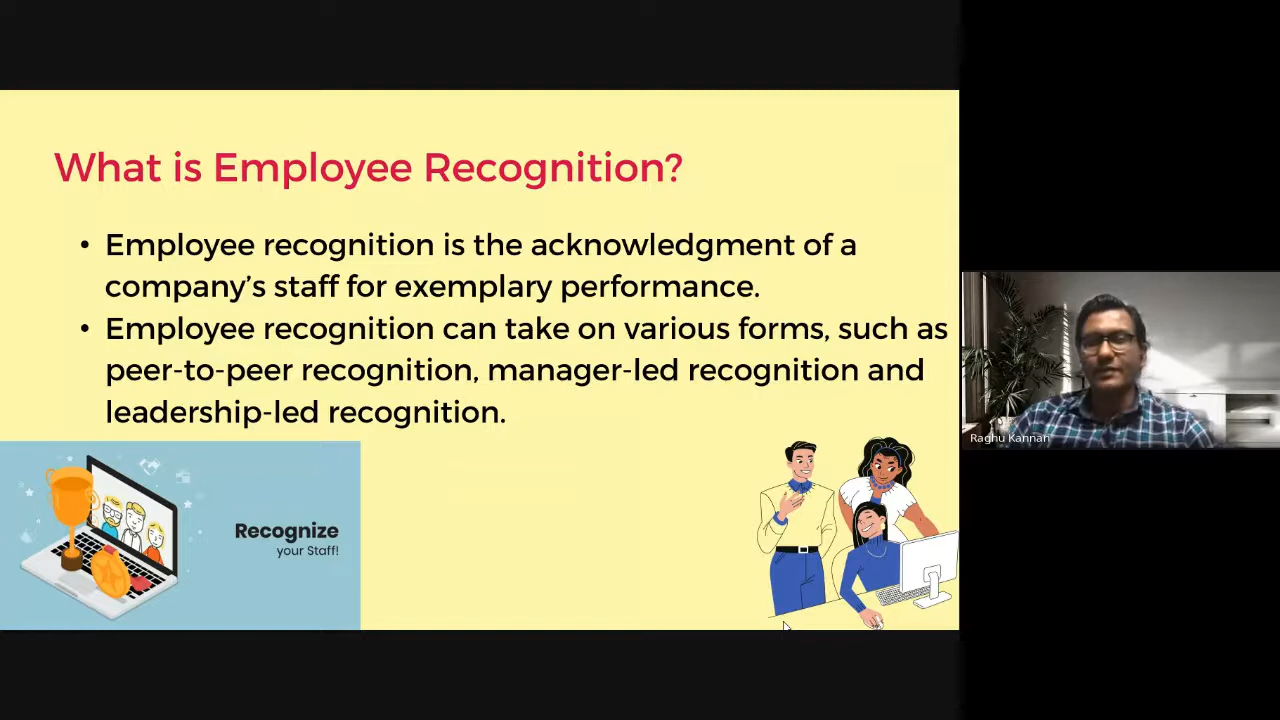 What is Employee Recognition?
• Employee recognition is the acknowledgment of a
company’s staff for exemplary performance.
• Employee recognition can take on various forms, such as
peer-to-peer recognition, manager-led recognition and
leadership-led recognition.
Recognize
your Staff!
Raghu Kannan